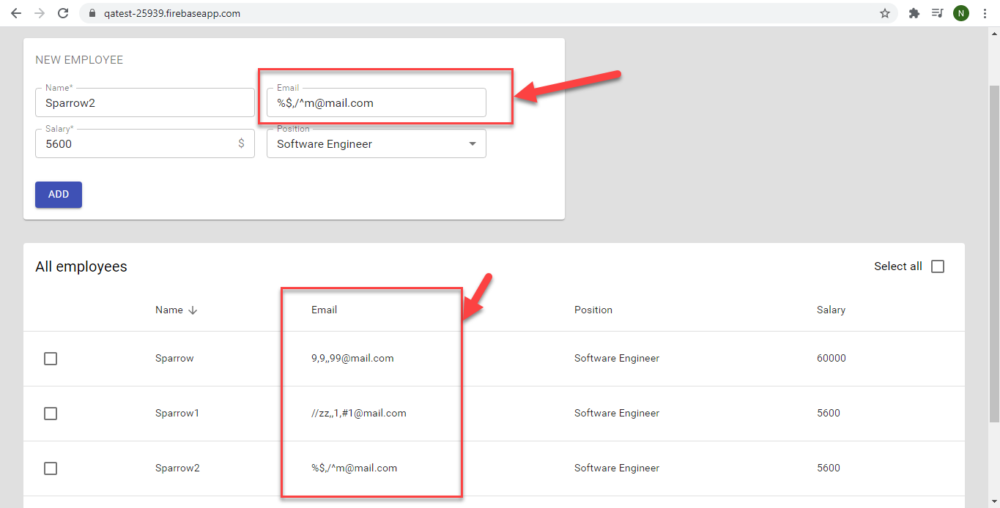 qatest-25939.firebaseapp.com
N
NEW EMPLOYEE
Name* Email
Sparrow2 %$,/^m@mail.com
Salary* Position
5600 $ Software Engineer
ADD
All employees Select all
Name Email Position Salary
Sparrow 9,9,,99@mail.com Software Engineer 60000
Sparrow1 //zz,,1,#1@mail.com Software Engineer 5600
Sparrow2 %$,/^m@mail.com Software Engineer 5600